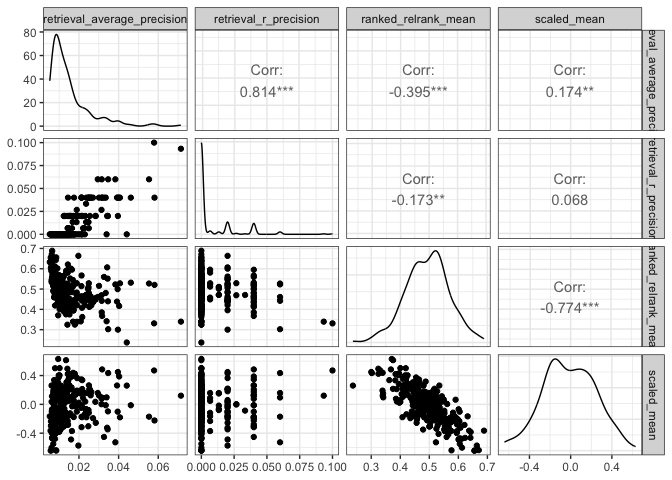 retrieval_average_precision retrieval_r_precision ranked_relrank_mean scaled_mean
80
60
40
20
0
Corr:
0.814***
Corr:
-0.395***
Corr:
0.174**
eval_average_preci
0.100
0.075
0.050
0.025
0.000
Corr:
-0.173**
Corr:
0.068
etrieval_r_precision
0.7
0.6
0.5
0.4
0.3
Corr:
-0.774***
anked_relrank_mea
0.4
0.0
-0.4
scaled_mean
0.02 0.04 0.06
0.000 0.025 0.050 0.075 0.100
0.3 0.4 0.5 0.6 0.7
-0.4 0.0 0.4